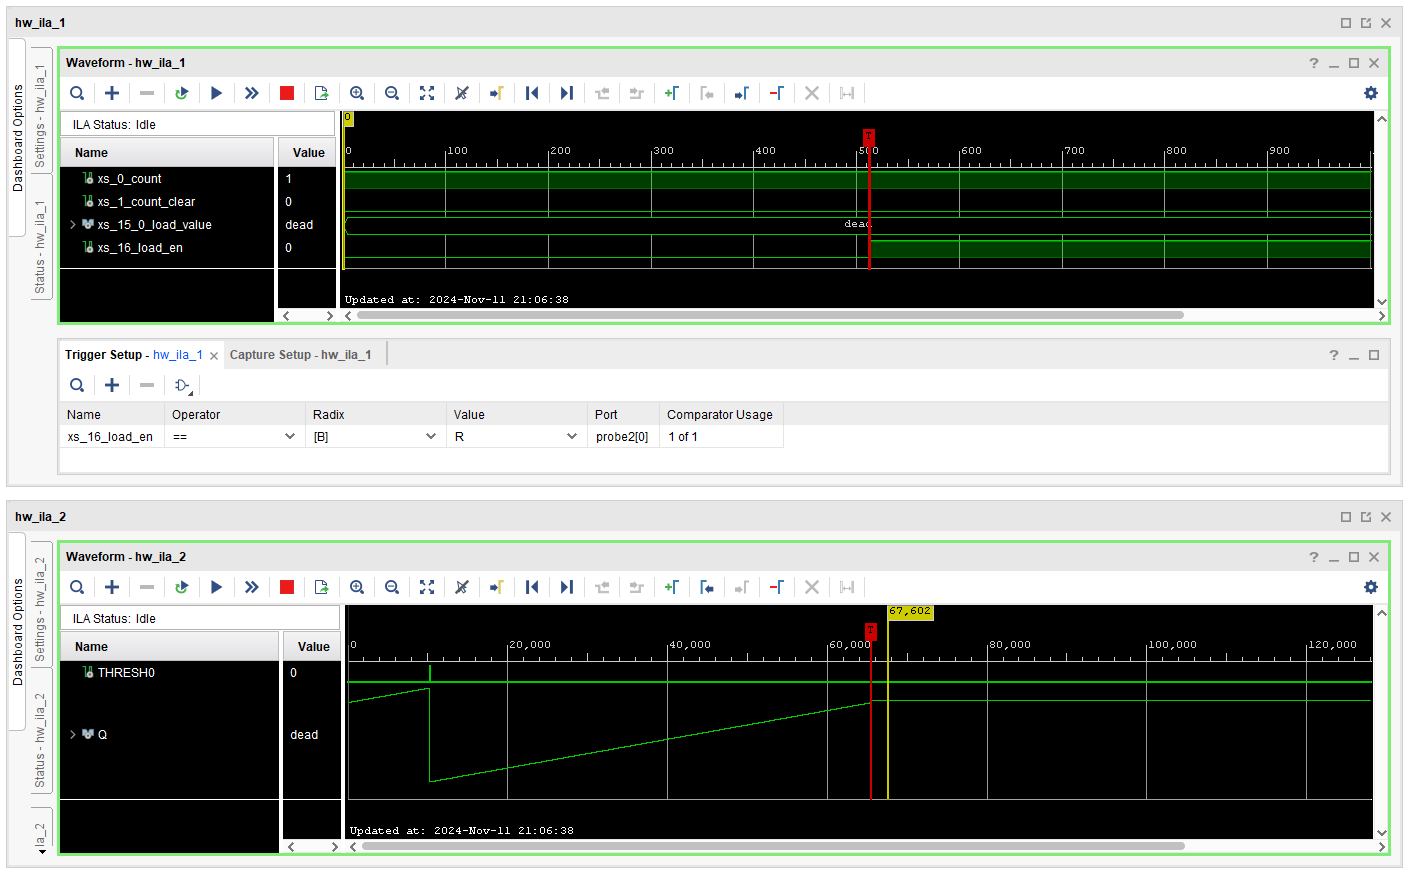 hw_ila_1
Dashboard Options
Settings - hw_ila_1
Status - hw_ila_1
Waveform - hw_ila_1
ILA Status: Idle
Name Value
xs_0_count 1
xs_1_count_clear 0
xs_15_0_load_value dead
xs_16_load_en 0
0
T
0 100 200 300 400 500 600 700 800 900
dead
Updated at: 2024-Nov-11 21:06:38
Trigger Setup - hw_ila_1 Capture Setup - hw_ila_1
Name Operator Radix Value Port Comparator Usage
xs_16_load_en == [B] R probe2[0] 1 of 1
hw_ila_2
Dashboard Options
Settings - hw_ila_2
Status - hw_ila_2
ila_2
Waveform - hw_ila_2
ILA Status: Idle
Name Value
THRESH0 0
Q dead
67,602
T
0 20,000 40,000 60,000 80,000 100,000 120,000
Updated at: 2024-Nov-11 21:06:38